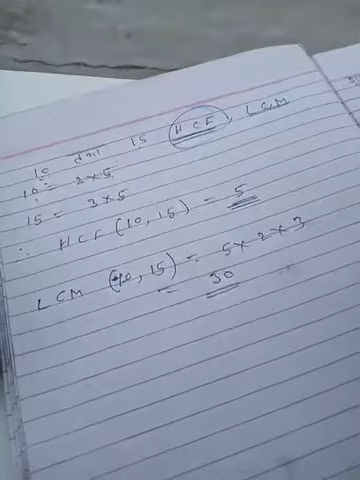 10 तथा 15 HCF, LCM
10 = 2×5
15 = 3×5
∴ HCF (10, 15) = 5
LCM (10, 15) = 5×2×3
= 30